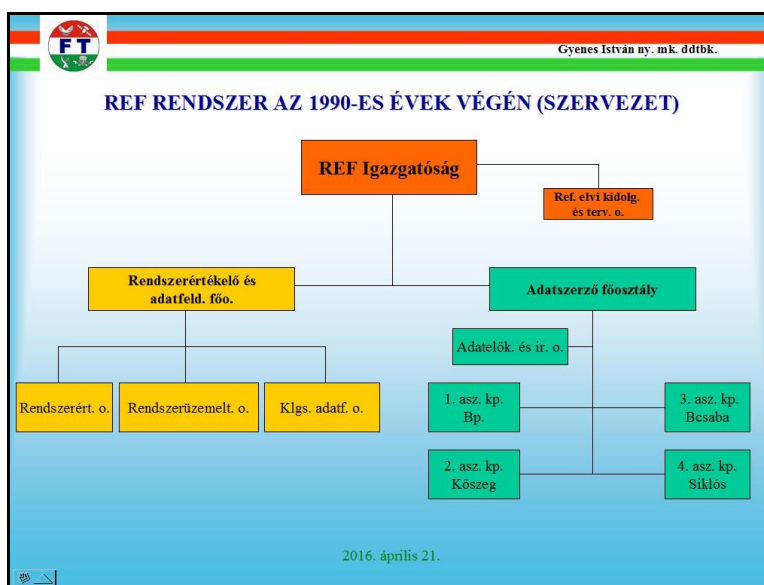 FT
Gyenes István ny. mk. ddtbk.
REF RENDSZER AZ 1990-ES ÉVEK VÉGÉN (SZERVEZET)
REF Igazgatóság
Ref. elvi kidolg.
és terv. o.
Rendszerértékelő és
adatfeld. főo.
Adatszerző főosztály
Adatelők. és ir. o.
Rendszerért. o.
Rendszerüzemelt. o.
Klgs. adatf. o.
1. asz. kp.
Bp.
3. asz. kp.
Bcsaba
2. asz. kp.
Kőszeg
4. asz. kp.
Siklós
2016. április 21.